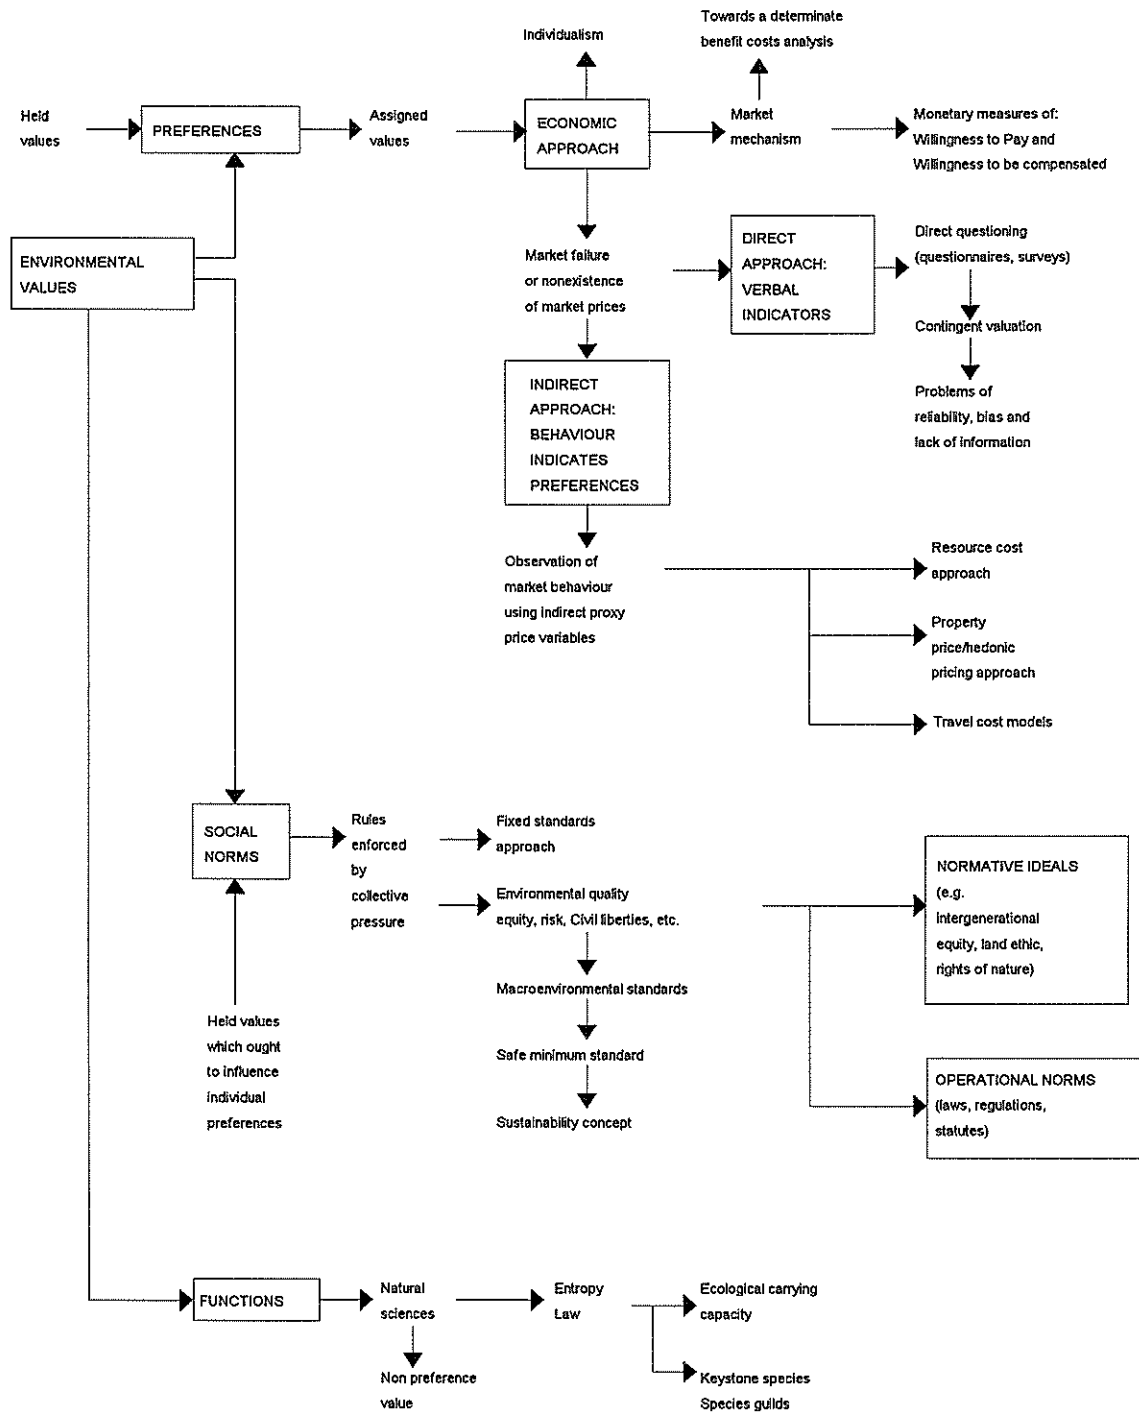 Individualism
Towards a determinate
benefit costs analysis
Held
values
PREFERENCES
Assigned
values
ECONOMIC
APPROACH
Market
mechanism
Monetary measures of:
Willingness to Pay and
Willingness to be compensated
ENVIRONMENTAL
VALUES
Market failure
or nonexistence
of market prices
DIRECT
APPROACH:
VERBAL
INDICATORS
Direct questioning
(questionnaires, surveys)
Contingent valuation
Problems of
reliability, bias and
lack of information
INDIRECT
APPROACH:
BEHAVIOUR
INDICATES
PREFERENCES
Observation of
market behaviour
using indirect proxy
price variables
Resource cost
approach
Property
price/hedonic
pricing approach
Travel cost models
SOCIAL
NORMS
Rules
enforced
by
collective
pressure
Fixed standards
approach
Environmental quality
equity, risk, Civil liberties, etc.
Macroenvironmental standards
Safe minimum standard
Sustainability concept
NORMATIVE IDEALS
(e.g.
intergenerational
equity, land ethic,
rights of nature)
OPERATIONAL NORMS
(laws, regulations,
statutes)
Held values
which ought
to influence
individual
preferences
FUNCTIONS
Natural
sciences
Non preference
value
Entropy
Law
Ecological carrying
capacity
Keystone species
Species guilds